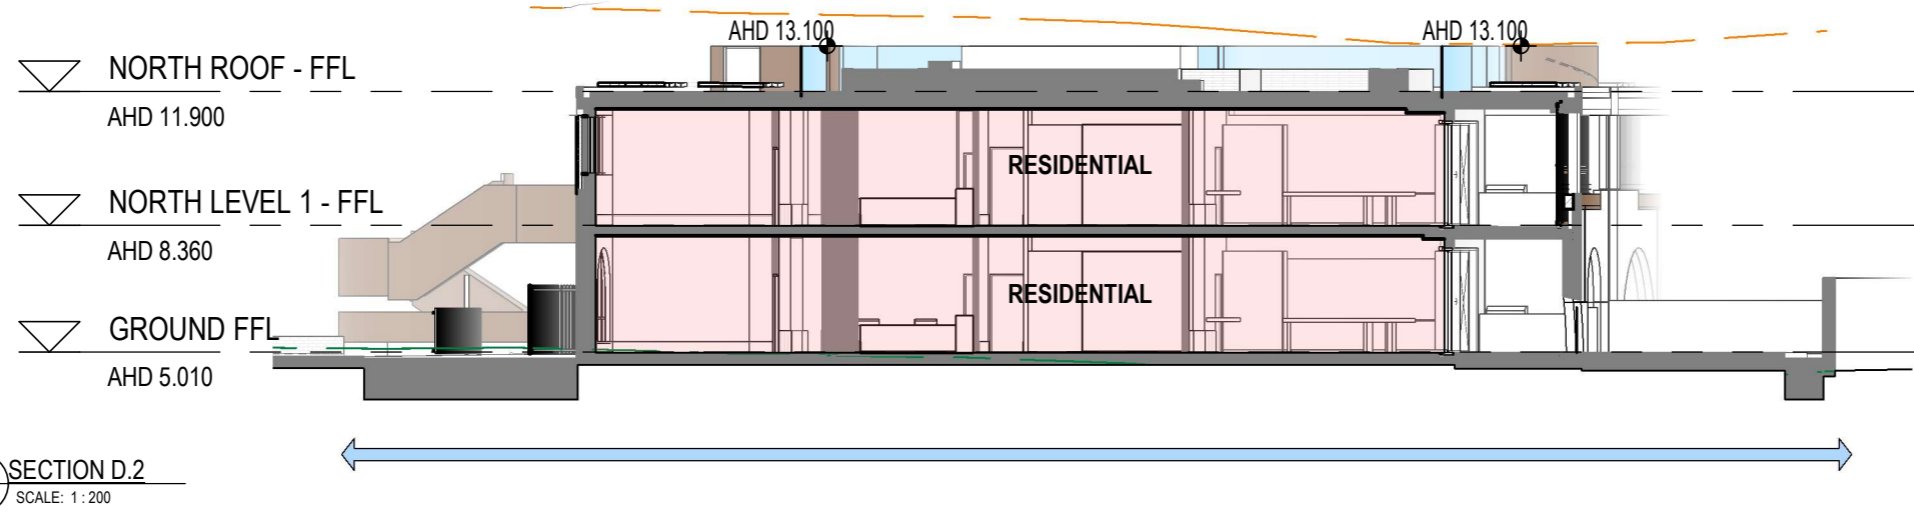 AHD 13.100
AHD 13.100
NORTH ROOF - FFL
AHD 11.900
RESIDENTIAL
NORTH LEVEL 1 - FFL
AHD 8.360
RESIDENTIAL
GROUND FFL
AHD 5.010
SECTION D.2
SCALE: 1 : 200